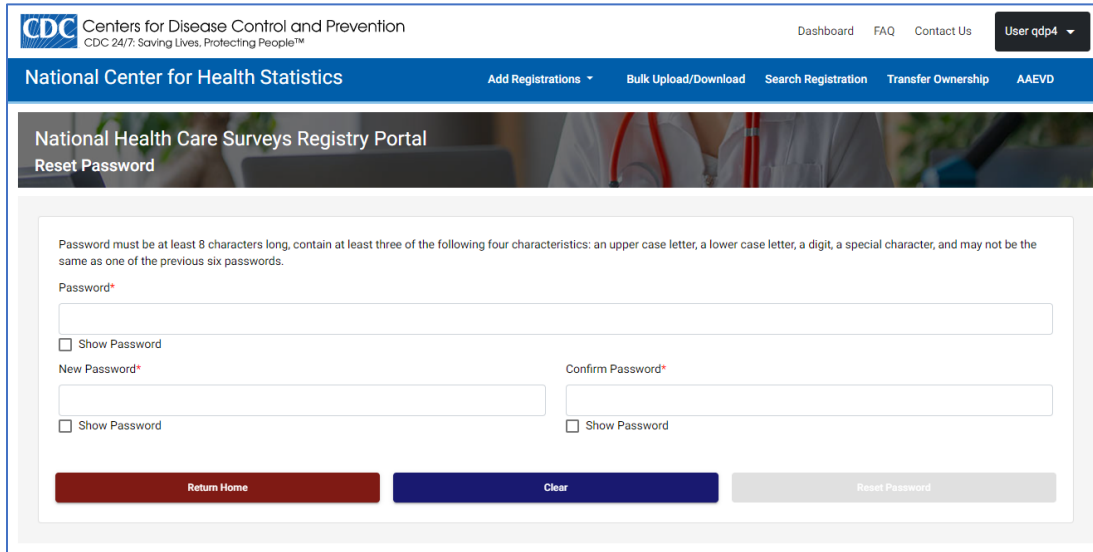 CDC Centers for Disease Control and Prevention
CDC 24/7: Saving Lives, Protecting People™
Dashboard FAQ Contact Us User qdp4
National Center for Health Statistics Add Registrations Bulk Upload/Download Search Registration Transfer Ownership AAEVD
National Health Care Surveys Registry Portal
Reset Password
Password must be at least 8 characters long, contain at least three of the following four characteristics: an upper case letter, a lower case letter, a digit, a special character, and may not be the
same as one of the previous six passwords.
Password*
Show Password
New Password* Confirm Password*
Show Password Show Password
Return Home Clear Reset Password